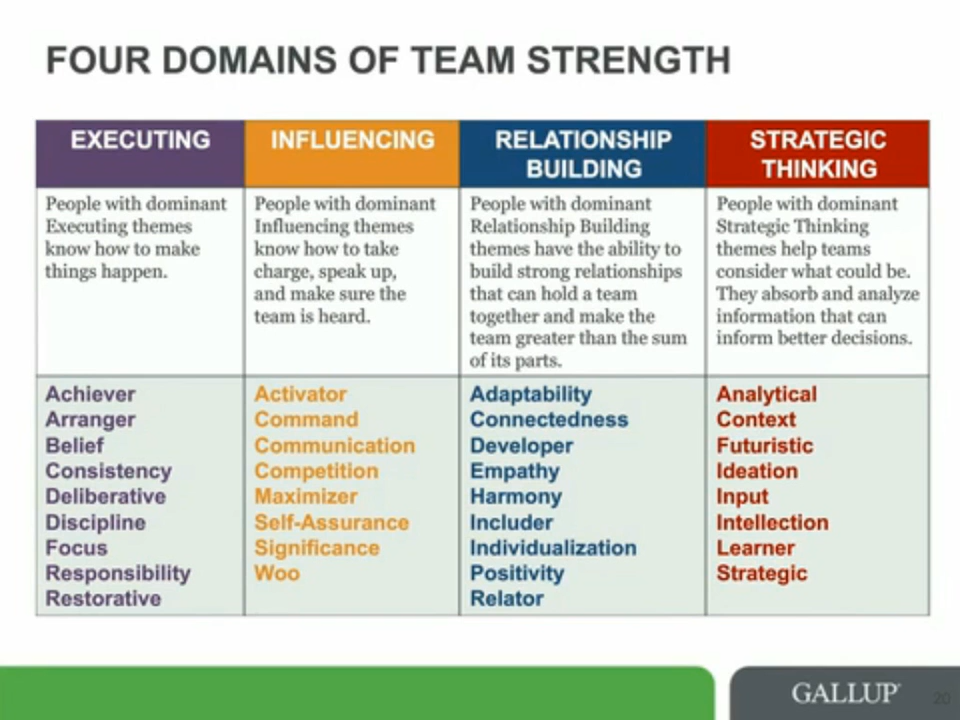 FOUR DOMAINS OF TEAM STRENGTH
EXECUTING
INFLUENCING
RELATIONSHIP
BUILDING
STRATEGIC
THINKING
People with dominant
Executing themes
know how to make
things happen.
People with dominant
Influencing themes
know how to take
charge, speak up,
and make sure the
team is heard.
People with dominant
Relationship Building
themes have the ability to
build strong relationships
that can hold a team
together and make the
team greater than the sum
of its parts.
People with dominant
Strategic Thinking
themes help teams
consider what could be.
They absorb and analyze
information that can
inform better decisions.
Achiever
Arranger
Belief
Consistency
Deliberative
Discipline
Focus
Responsibility
Restorative
Activator
Command
Communication
Competition
Maximizer
Self-Assurance
Significance
Woo
Adaptability
Connectedness
Developer
Empathy
Harmony
Includer
Individualization
Positivity
Relator
Analytical
Context
Futuristic
Ideation
Input
Intellection
Learner
Strategic
GALLUP®
20